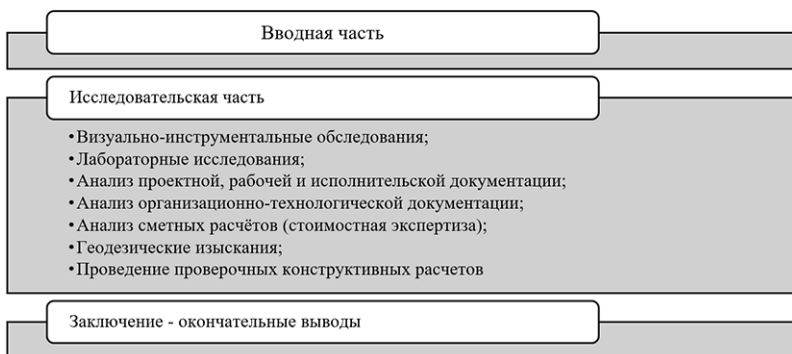 Вводная часть
Исследовательская часть
•Визуально-инструментальные обследования;
•Лабораторные исследования;
•Анализ проектной, рабочей и исполнительской документации;
•Анализ организационно-технологической документации;
•Анализ сметных расчётов (стоимостная экспертиза);
•Геодезические изыскания;
•Проведение проверочных конструктивных расчетов
Заключение - окончательные выводы